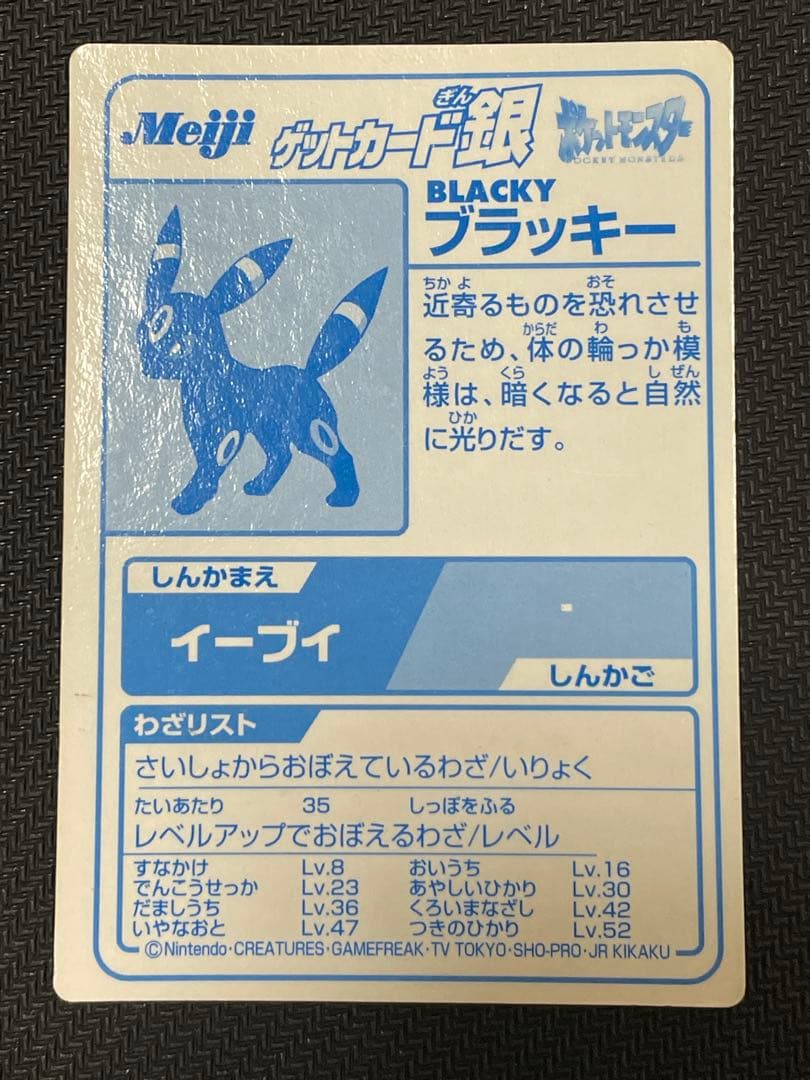 Meiji ゲットカード銀 ポケットモンスター
ぎん
POCKET MONSTERS
BLACKY
ブラッキー
ちか よ おそ
近寄るものを恐れさせ
からだ わ も
るため、体の輪っか模
よう くら し ぜん
様は、暗くなると自然
ひか
に光りだす。
しんかまえ
イーブイ
-
しんかご
わざリスト
さいしょからおぼえているわざ/いりょく
たいあたり 35 しっぽをふる
レベルアップでおぼえるわざ/レベル
すなかけ Lv.8 おいうち Lv.16
でんこうせっか Lv.23 あやしいひかり Lv.30
だましうち Lv.36 くろいまなざし Lv.42
いやなおと Lv.47 つきのひかり Lv.52
©Nintendo・CREATURES・GAMEFREAK・TV TOKYO・SHO-PRO・JR KIKAKU